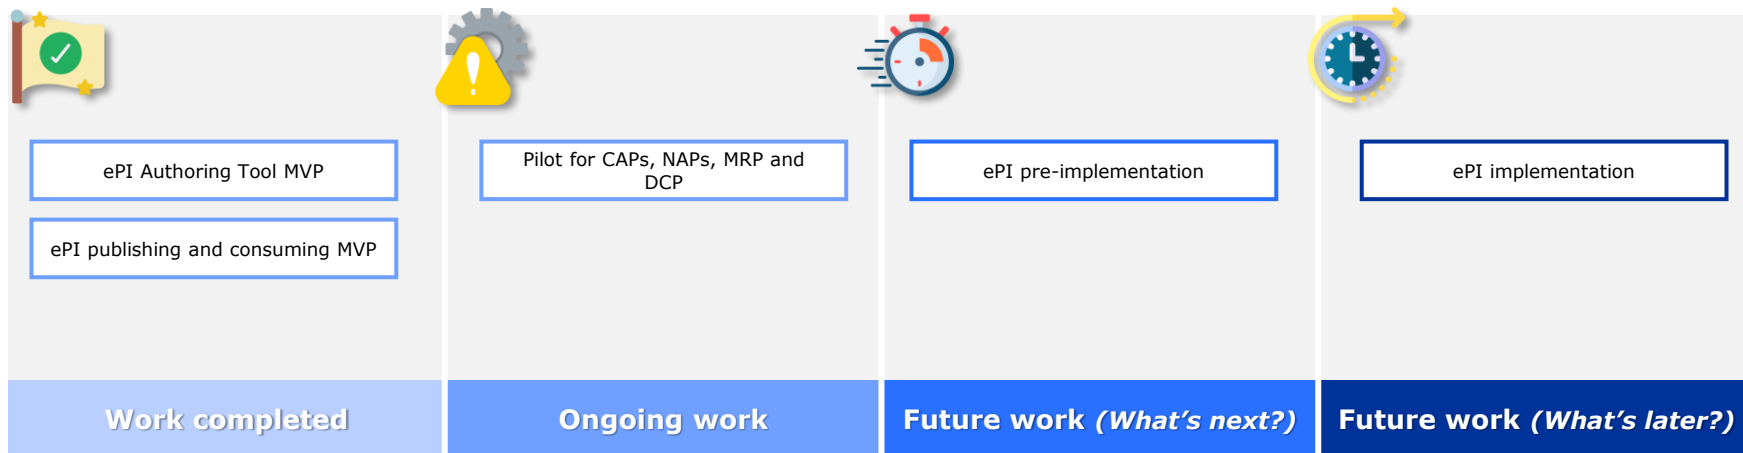 ePI Authoring Tool MVP
ePI publishing and consuming MVP
Work completed
Pilot for CAPs, NAPs, MRP and
DCP
Ongoing work
ePI pre-implementation
Future work (What's next?)
ePI implementation
Future work (What's later?)